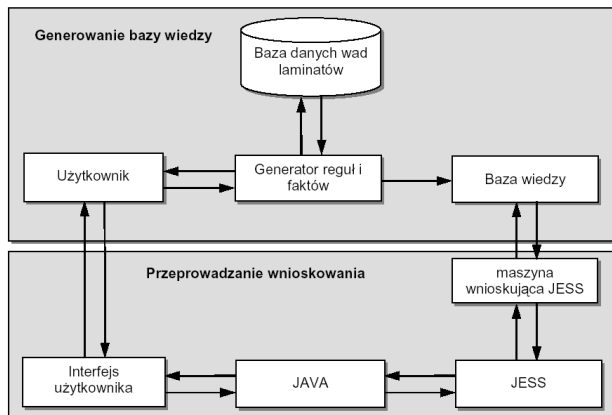 Generowanie bazy wiedzy
Baza danych wad
laminatów
Użytkownik
Generator reguł i
faktów
Baza wiedzy
Przeprowadzanie wnioskowania
maszyna
wnioskująca JESS
Interfejs
użytkownika
JAVA
JESS